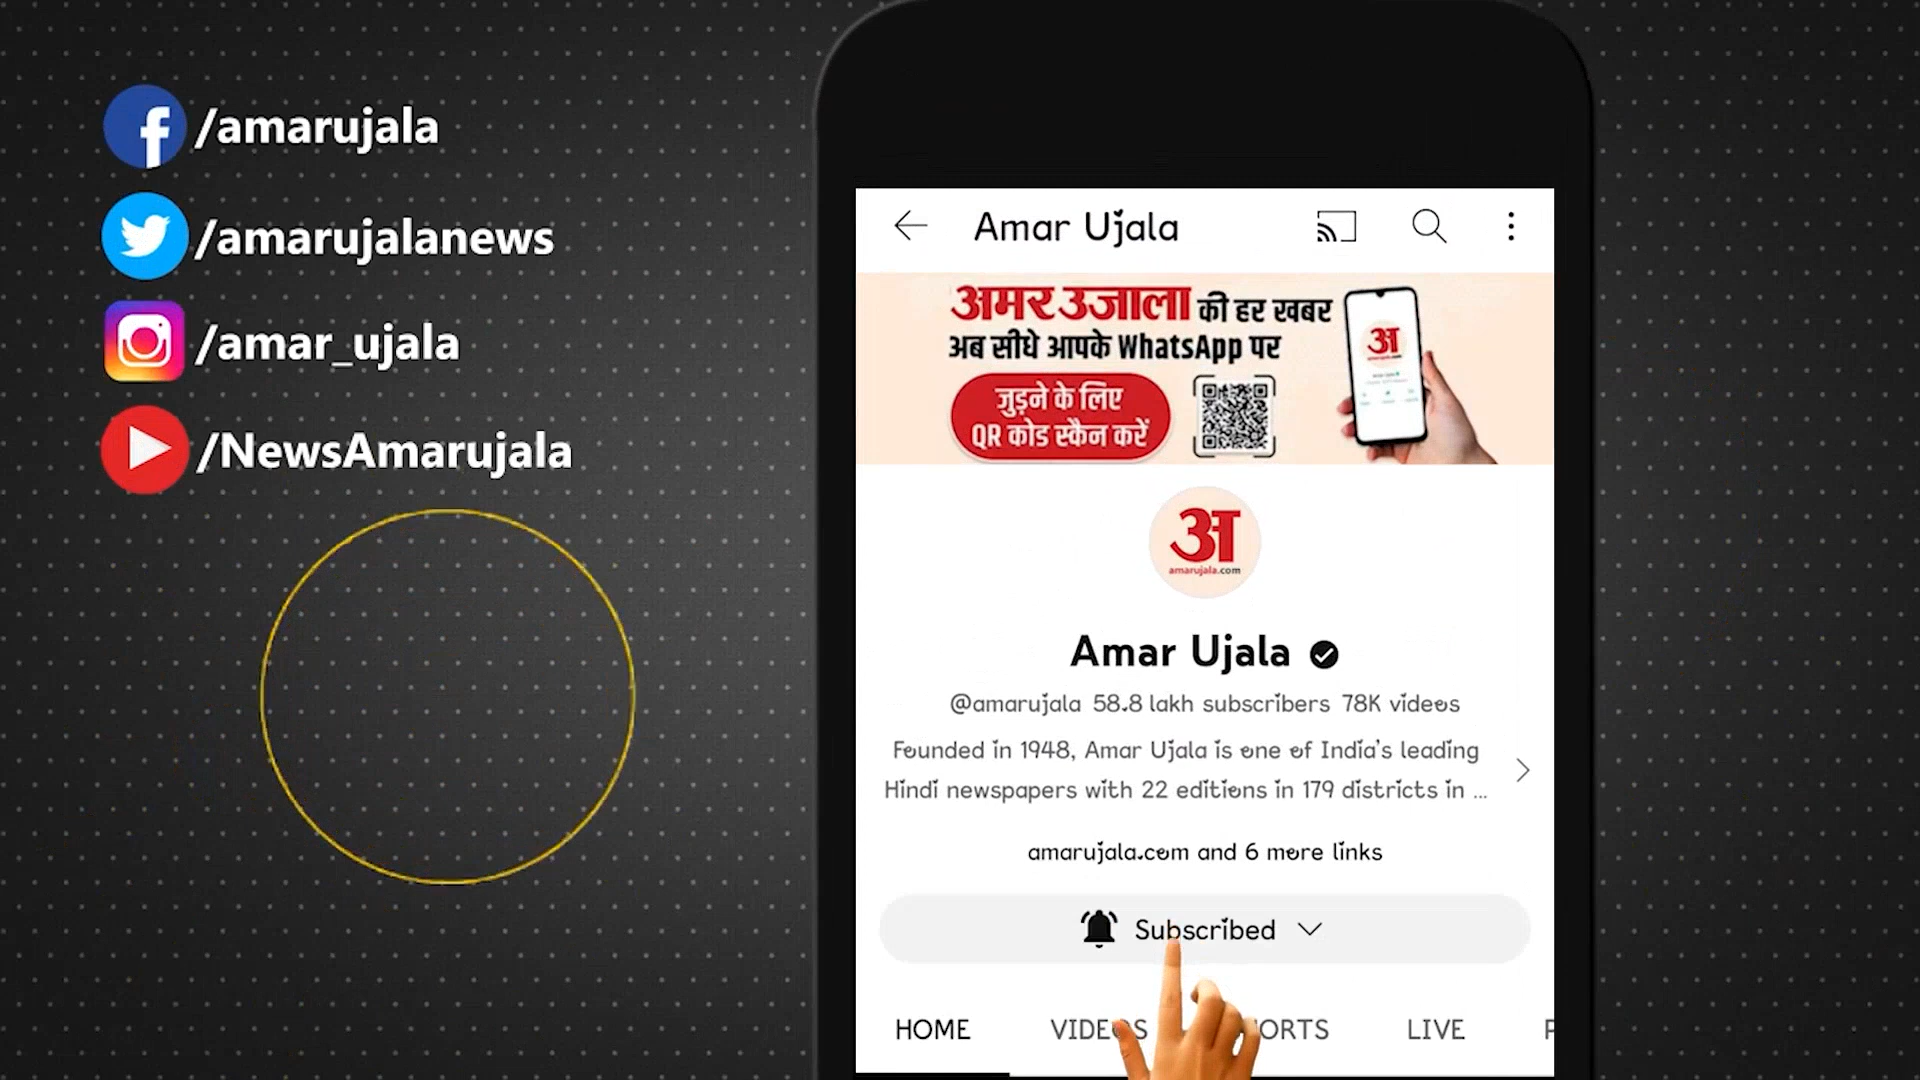 /amarujala
/amarujalanews
/amar_ujala
/NewsAmarujala
Amar Ujala
अमर उजाला की हर खबर
अब सीधे आपके WhatsApp पर
जुड़ने के लिए
QR कोड स्कैन करें
अ
अ
amarujala.com
Amar Ujala
@amarujala 58.8 lakh subscribers 78K videos
Founded in 1948, Amar Ujala is one of India's leading
Hindi newspapers with 22 editions in 179 districts in ...
amarujala.com and 6 more links
Subscribed
HOME VIDEOS ORTS LIVE